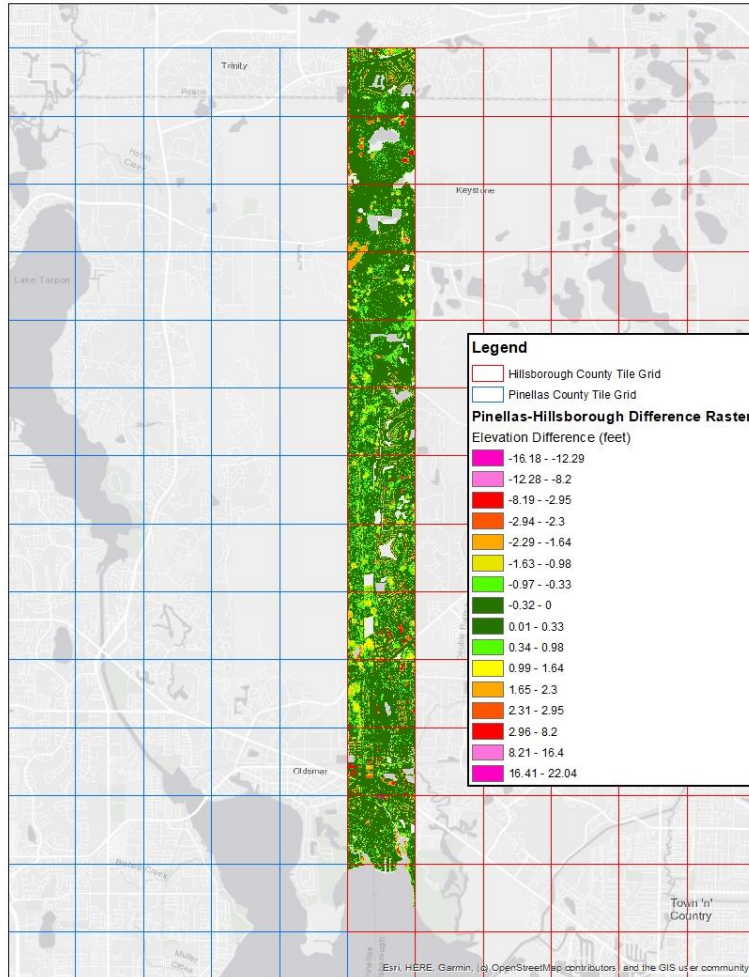 Trinity
Pasco
Keystone
Lake Tarpon
Legend
Hillsborough County Tile Grid
Pinellas County Tile Grid
Pinellas-Hillsborough Difference Raster
Elevation Difference (feet)
-16.18 - -12.29
-12.28 - -8.2
-8.19 - -2.95
-2.94 - -2.3
-2.29 - -1.64
-1.63 - -0.98
-0.97 - -0.33
-0.32 - 0
0.01 - 0.33
0.34 - 0.98
0.99 - 1.64
1.65 - 2.3
2.31 - 2.95
2.96 - 8.2
8.21 - 16.4
16.41 - 22.04
Oldsmar
Creek
Town 'n'
Country
Mullet
Creek
Pinellas
Esri, HERE, Garmin, (c) OpenStreetMap contributors, and the GIS user community